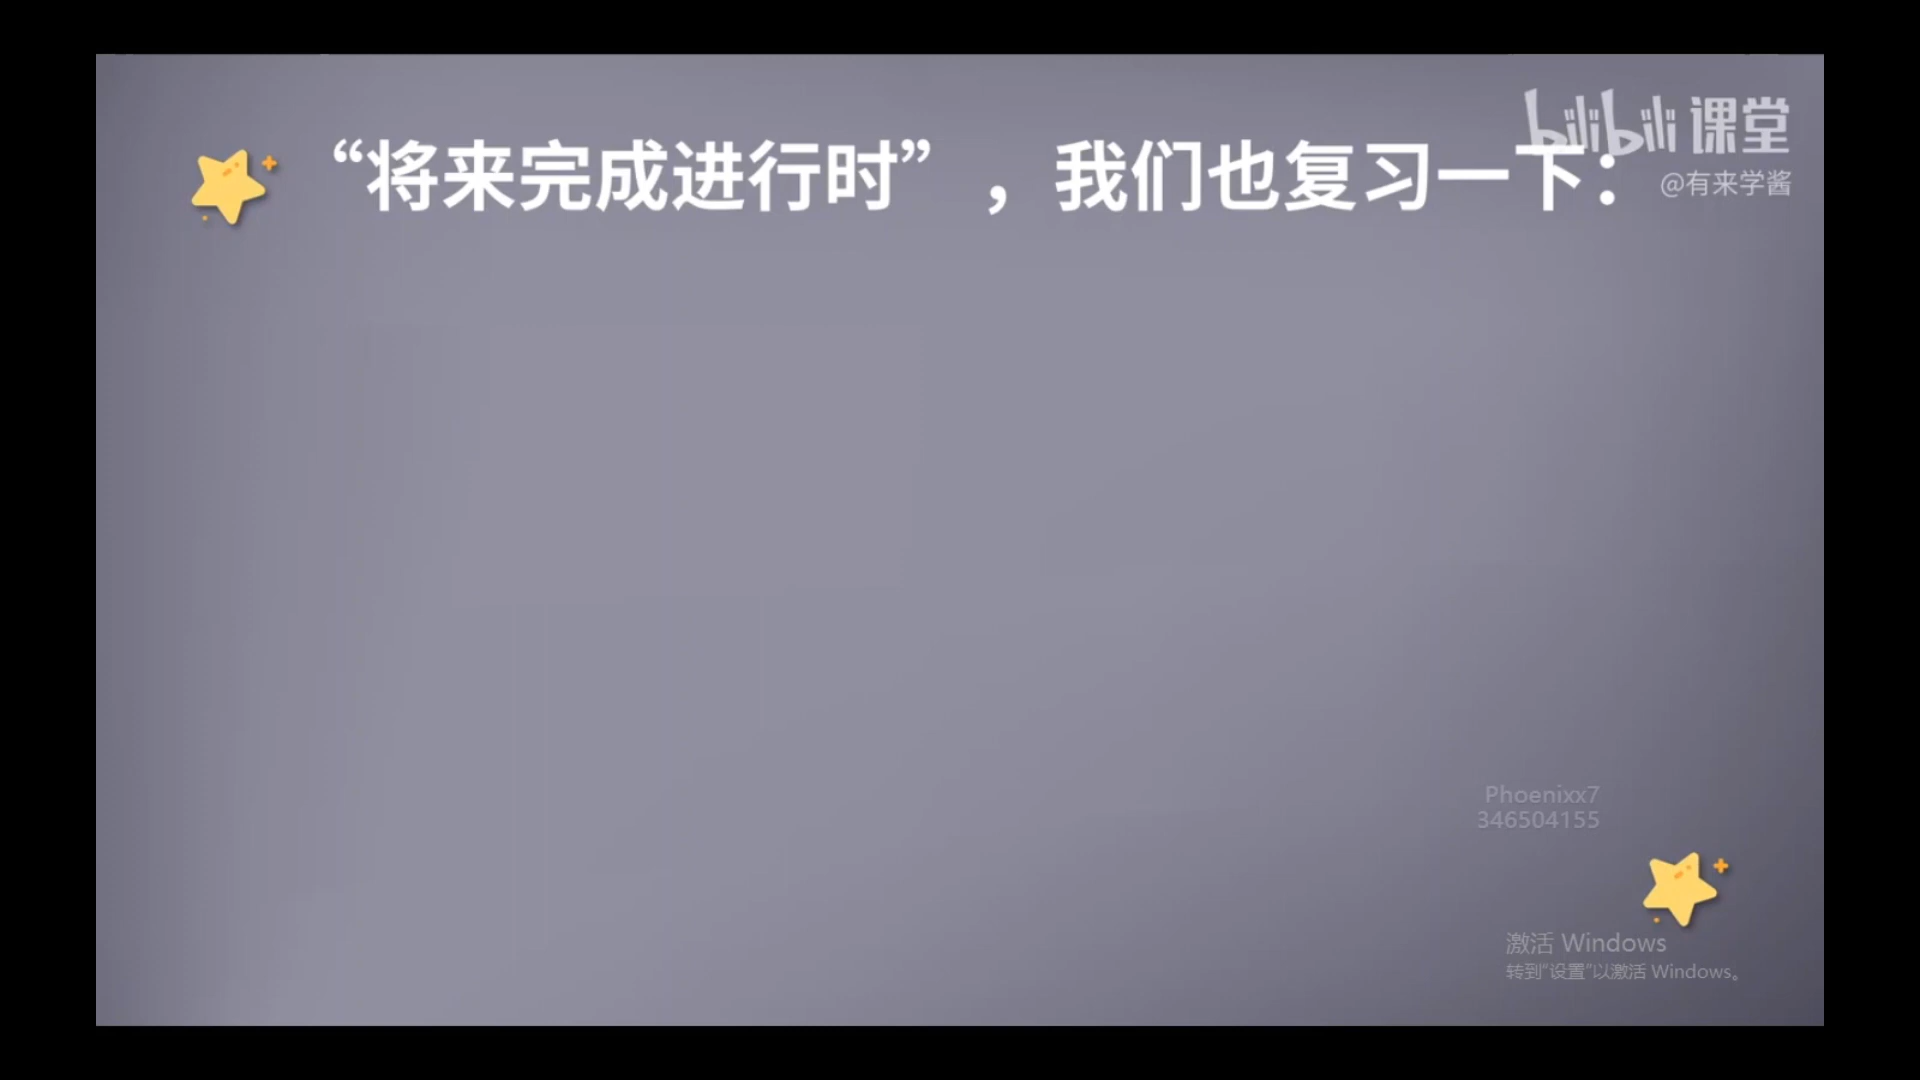 bilibili 课堂
“将来完成进行时”，我们也复习一下：
@有来学酱
Phoenixx7
346504155
激活 Windows
转到“设置”以激活 Windows。